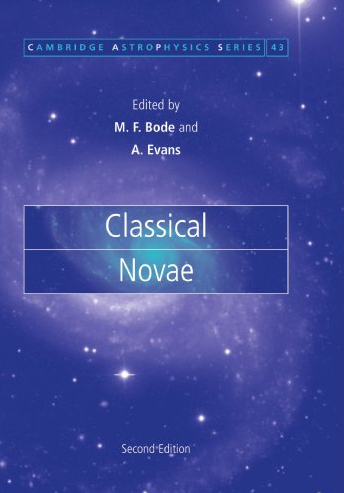 CAMBRIDGE ASTROPHYSICS SERIES 43
Edited by
M. F. Bode and
A. Evans
Classical
Novae
Second Edition